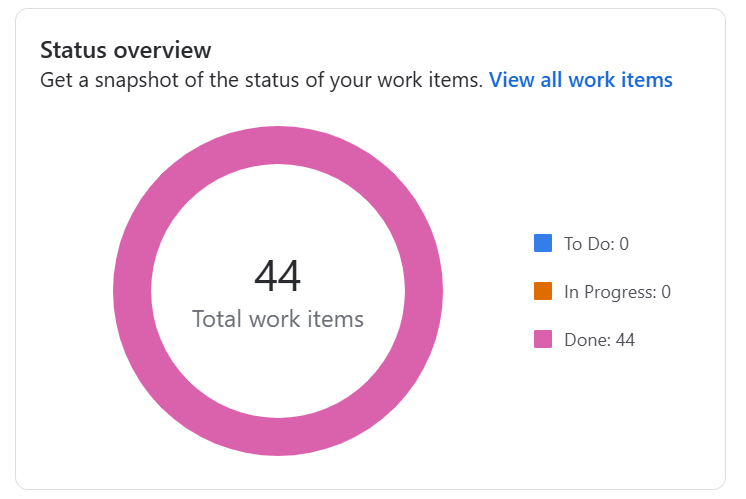 Status overview
Get a snapshot of the status of your work items. View all work items
44
Total work items
To Do: 0
In Progress: 0
Done: 44